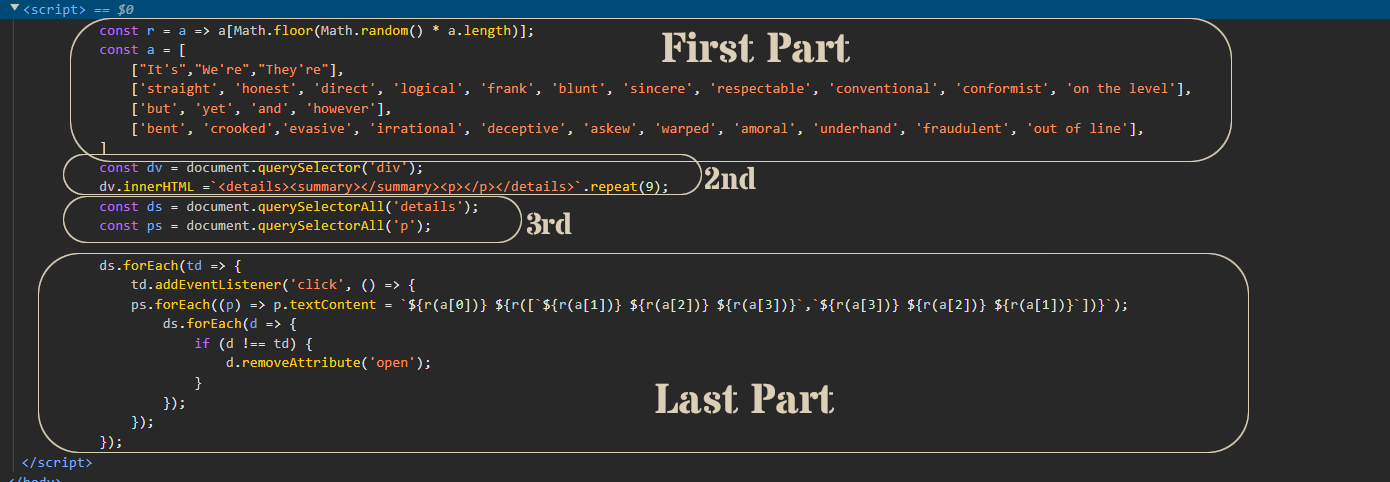 <script> == $0
const r = a => a[Math.floor(Math.random() * a.length)];
First Part
const a = [
["It's","We're","They're"],
['straight', 'honest', 'direct', 'logical', 'frank', 'blunt', 'sincere', 'respectable', 'conventional', 'conformist', 'on the level'],
['but', 'yet', 'and', 'however'],
['bent', 'crooked','evasive', 'irrational', 'deceptive', 'askew', 'warped', 'amoral', 'underhand', 'fraudulent', 'out of line'],
]
const dv = document.querySelector('div');
2nd
dv.innerHTML =`<details><summary></summary><p></p></details>`.repeat(9);
const ds = document.querySelectorAll('details');
3rd
const ps = document.querySelectorAll('p');
ds.forEach(td => {
td.addEventListener('click', () => {
ps.forEach((p) => p.textContent = `${r(a[0])} ${r([`${r(a[1])} ${r(a[2])} ${r(a[3])}`,`${r(a[3])} ${r(a[2])} ${r(a[1])}`])}`);
ds.forEach(d => {
if (d !== td) {
d.removeAttribute('open');
}
Last Part
});
});
});
</script>
</body>